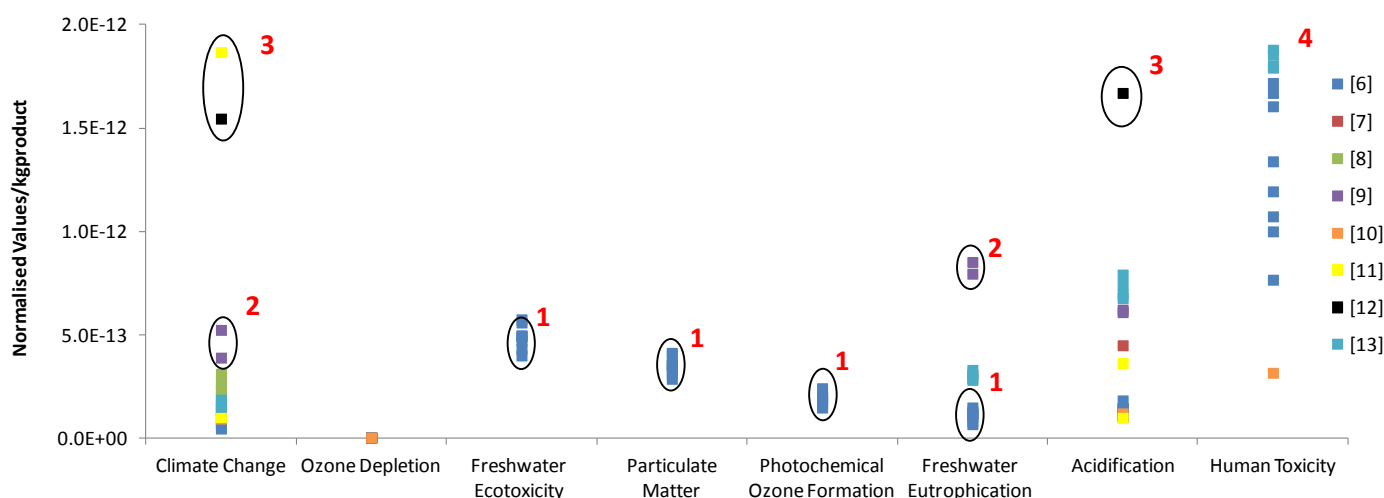 Normalised Values/kgproduct
2.0E-12
1.5E-12
1.0E-12
5.0E-13
0.0E+00
3
2
1
1
1
2
1
3
4
Climate Change
Ozone Depletion
Freshwater
Ecotoxicity
Particulate
Matter
Photochemical
Ozone Formation
Freshwater
Eutrophication
Acidification
Human Toxicity
[6]
[7]
[8]
[9]
[10]
[11]
[12]
[13]